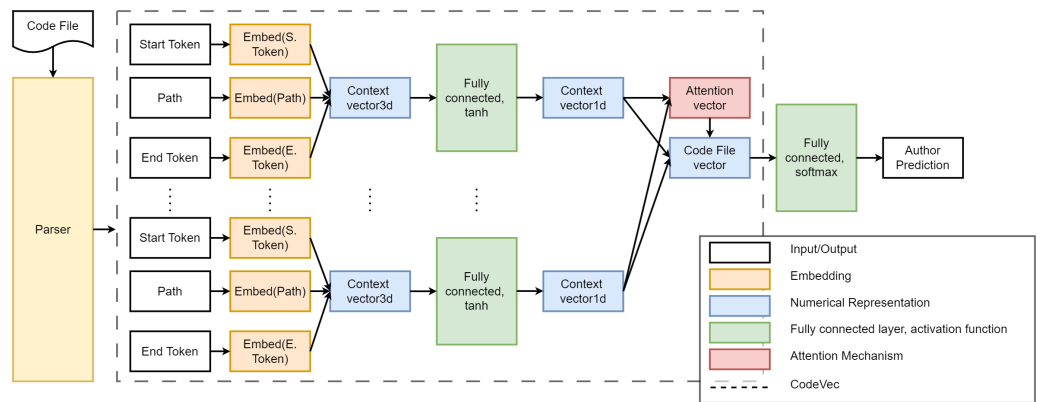 Code File
Parser
Start Token
Embed(S.
Token)
Path
Embed(Path)
End Token
Embed(E.
Token)
Context
vector3d
Fully
connected,
tanh
Context
vector1d
Attention
vector
Code File
vector
Fully
connected,
softmax
Author
Prediction
Start Token
Embed(S.
Token)
Path
Embed(Path)
End Token
Embed(E.
Token)
Context
vector3d
Fully
connected,
tanh
Context
vector1d
Input/Output
Embedding
Numerical Representation
Fully connected layer, activation function
Attention Mechanism
CodeVec